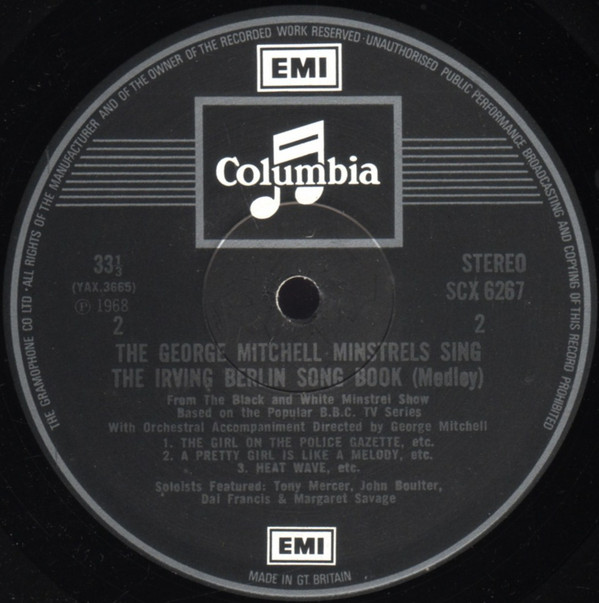 THE GRAMOPHONE CO LTD · ALL RIGHTS OF THE MANUFACTURER AND OF THE OWNER OF THE RECORDED WORK RESERVED · UNAUTHORISED PUBLIC PERFORMANCE BROADCASTING AND COPYING OF THIS RECORD PROHIBITED
EMI
Columbia
33⅓
STEREO
(YAX.3665)
SCX 6267
℗ 1968
2
2
THE GEORGE MITCHELL MINSTRELS SING
THE IRVING BERLIN SONG BOOK (Medley)
From The Black and White Minstrel Show
Based on the Popular B.B.C. TV Series
With Orchestral Accompaniment Directed by George Mitchell
1. THE GIRL ON THE POLICE GAZETTE, etc.
2. A PRETTY GIRL IS LIKE A MELODY, etc.
3. HEAT WAVE, etc.
Soloists Featured: Tony Mercer, John Boulter,
Dai Francis & Margaret Savage
EMI
MADE IN GT. BRITAIN